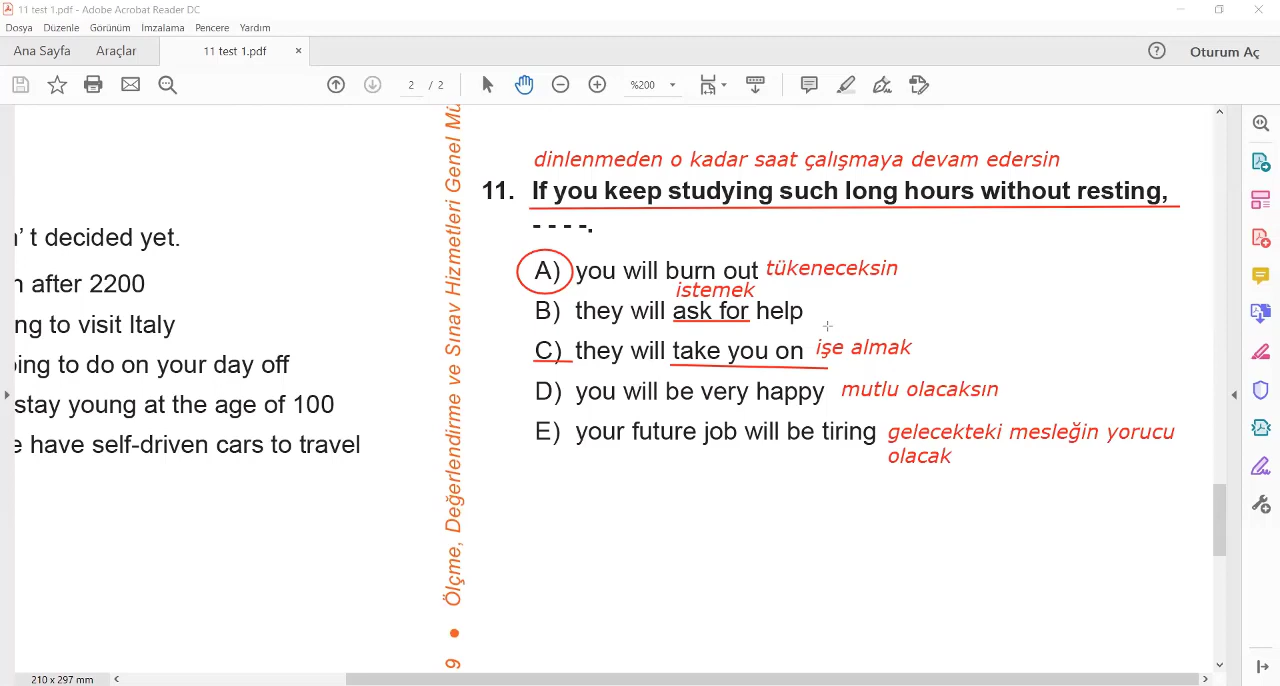 11 test 1.pdf - Adobe Acrobat Reader DC
Dosya Düzenle Görünüm İmzalama Pencere Yardım
Ana Sayfa Araçlar 11 test 1.pdf × ? Oturum Aç
2 / 2 %200
n' t decided yet.
n after 2200
ng to visit Italy
oing to do on your day off
stay young at the age of 100
e have self-driven cars to travel
9 • Ölçme, Değerlendirme ve Sınav Hizmetleri Genel Mü
dinlenmeden o kadar saat çalışmaya devam edersin
11. If you keep studying such long hours without resting,
- - - -.
A) you will burn out tükeneceksin
istemek
B) they will ask for help
C) they will take you on işe almak
D) you will be very happy mutlu olacaksın
E) your future job will be tiring gelecekteki mesleğin yorucu
olacak
210 x 297 mm